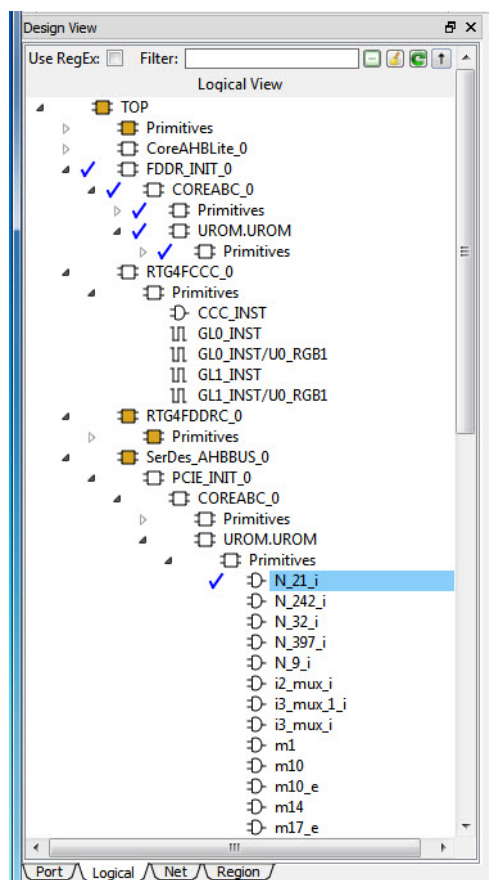 Design View
Use RegEx: Filter:
Logical View
TOP
Primitives
CoreAHBLite_0
FDDR_INIT_0
COREABC_0
Primitives
UROM.UROM
Primitives
RTG4FCCC_0
Primitives
CCC_INST
GL0_INST
GL0_INST/U0_RGB1
GL1_INST
GL1_INST/U0_RGB1
RTG4FDDRC_0
Primitives
SerDes_AHBBUS_0
PCIE_INIT_0
COREABC_0
Primitives
UROM.UROM
Primitives
N_21_i
N_242_i
N_32_i
N_397_i
N_9_i
i2_mux_i
i3_mux_1_i
i3_mux_i
m1
m10
m10_e
m14
m17_e
Port Logical Net Region